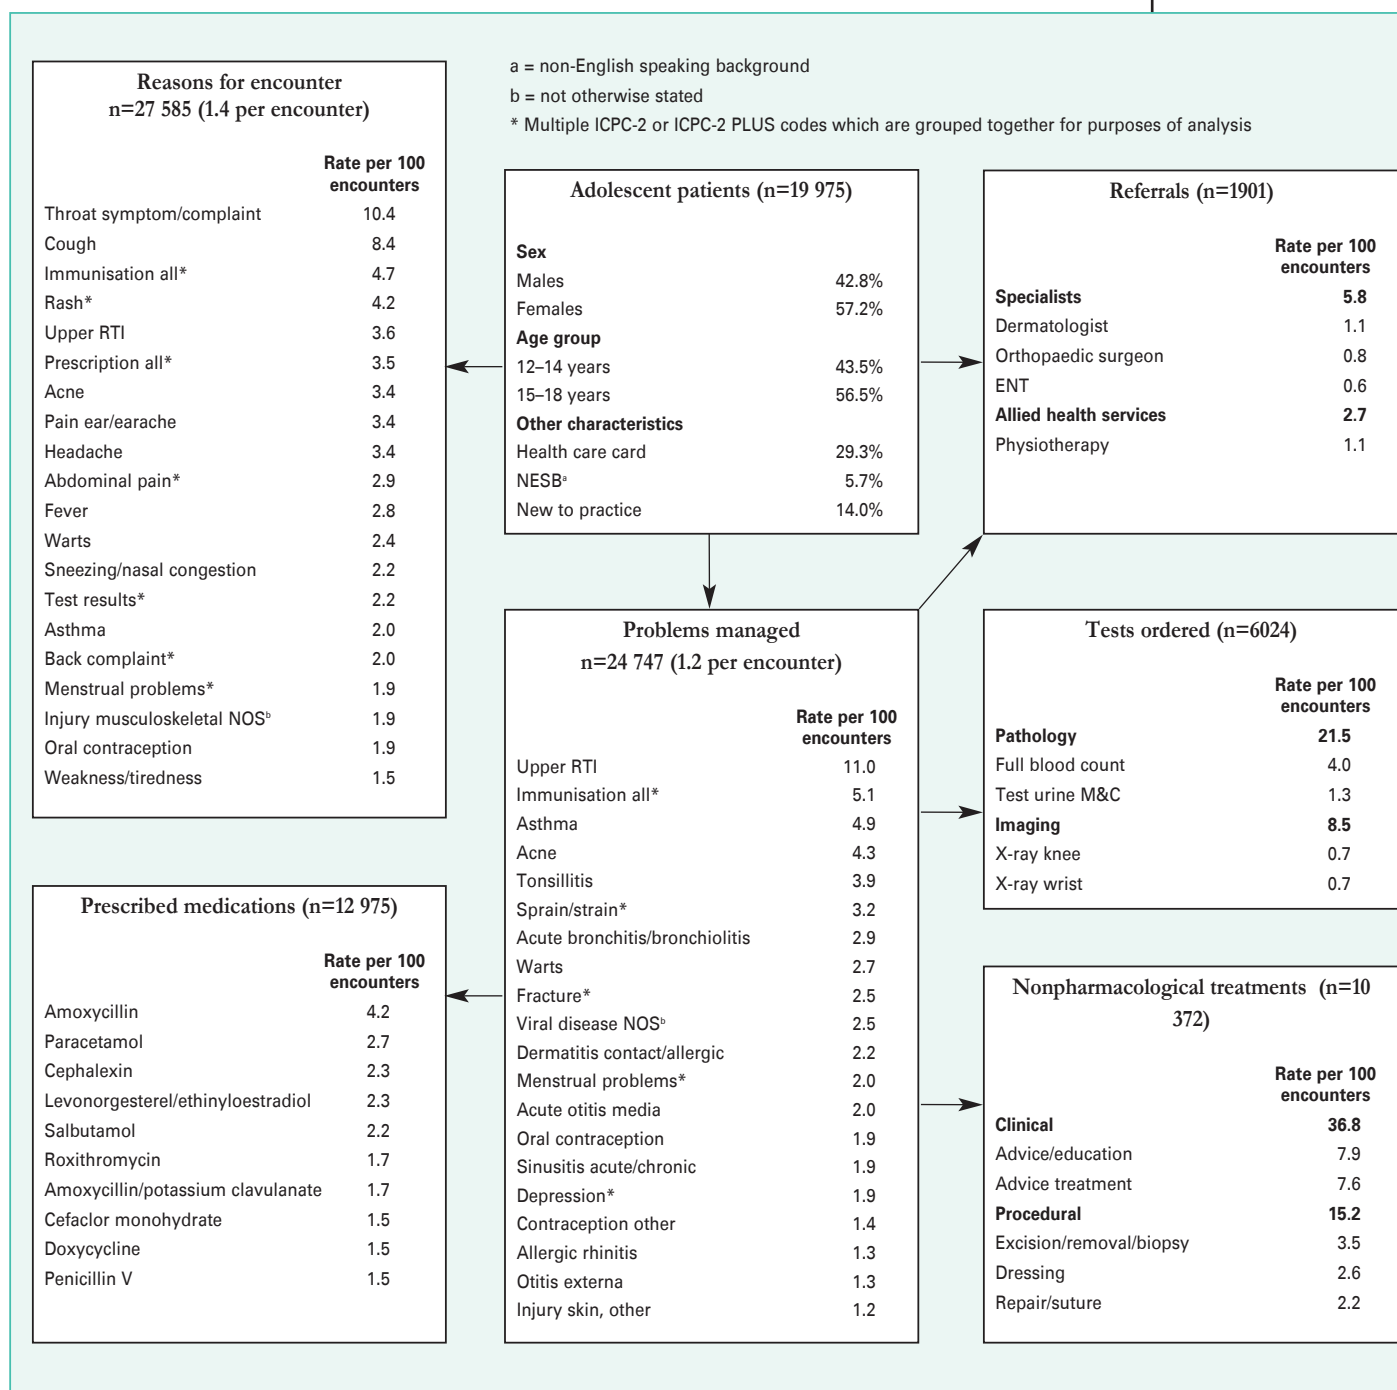 a = non-English speaking background
b = not otherwise stated
* Multiple ICPC-2 or ICPC-2 PLUS codes which are grouped together for purposes of analysis
Reasons for encounter
n=27 585 (1.4 per encounter)
Rate per 100
encounters
Throat symptom/complaint 10.4
Cough 8.4
Immunisation all* 4.7
Rash* 4.2
Upper RTI 3.6
Prescription all* 3.5
Acne 3.4
Pain ear/earache 3.4
Headache 3.4
Abdominal pain* 2.9
Fever 2.8
Warts 2.4
Sneezing/nasal congestion 2.2
Test results* 2.2
Asthma 2.0
Back complaint* 2.0
Menstrual problems* 1.9
Injury musculoskeletal NOSᵇ 1.9
Oral contraception 1.9
Weakness/tiredness 1.5
Adolescent patients (n=19 975)
Sex
Males 42.8%
Females 57.2%
Age group
12–14 years 43.5%
15–18 years 56.5%
Other characteristics
Health care card 29.3%
NESBᵃ 5.7%
New to practice 14.0%
Referrals (n=1901)
Rate per 100
encounters
Specialists 5.8
Dermatologist 1.1
Orthopaedic surgeon 0.8
ENT 0.6
Allied health services 2.7
Physiotherapy 1.1
Problems managed
n=24 747 (1.2 per encounter)
Rate per 100
encounters
Upper RTI 11.0
Immunisation all* 5.1
Asthma 4.9
Acne 4.3
Tonsillitis 3.9
Sprain/strain* 3.2
Acute bronchitis/bronchiolitis 2.9
Warts 2.7
Fracture* 2.5
Viral disease NOSᵇ 2.5
Dermatitis contact/allergic 2.2
Menstrual problems* 2.0
Acute otitis media 2.0
Oral contraception 1.9
Sinusitis acute/chronic 1.9
Depression* 1.9
Contraception other 1.4
Allergic rhinitis 1.3
Otitis externa 1.3
Injury skin, other 1.2
Tests ordered (n=6024)
Rate per 100
encounters
Pathology 21.5
Full blood count 4.0
Test urine M&C 1.3
Imaging 8.5
X-ray knee 0.7
X-ray wrist 0.7
Prescribed medications (n=12 975)
Rate per 100
encounters
Amoxycillin 4.2
Paracetamol 2.7
Cephalexin 2.3
Levonorgesterel/ethinyloestradiol 2.3
Salbutamol 2.2
Roxithromycin 1.7
Amoxycillin/potassium clavulanate 1.7
Cefaclor monohydrate 1.5
Doxycycline 1.5
Penicillin V 1.5
Nonpharmacological treatments (n=10
372)
Rate per 100
encounters
Clinical 36.8
Advice/education 7.9
Advice treatment 7.6
Procedural 15.2
Excision/removal/biopsy 3.5
Dressing 2.6
Repair/suture 2.2